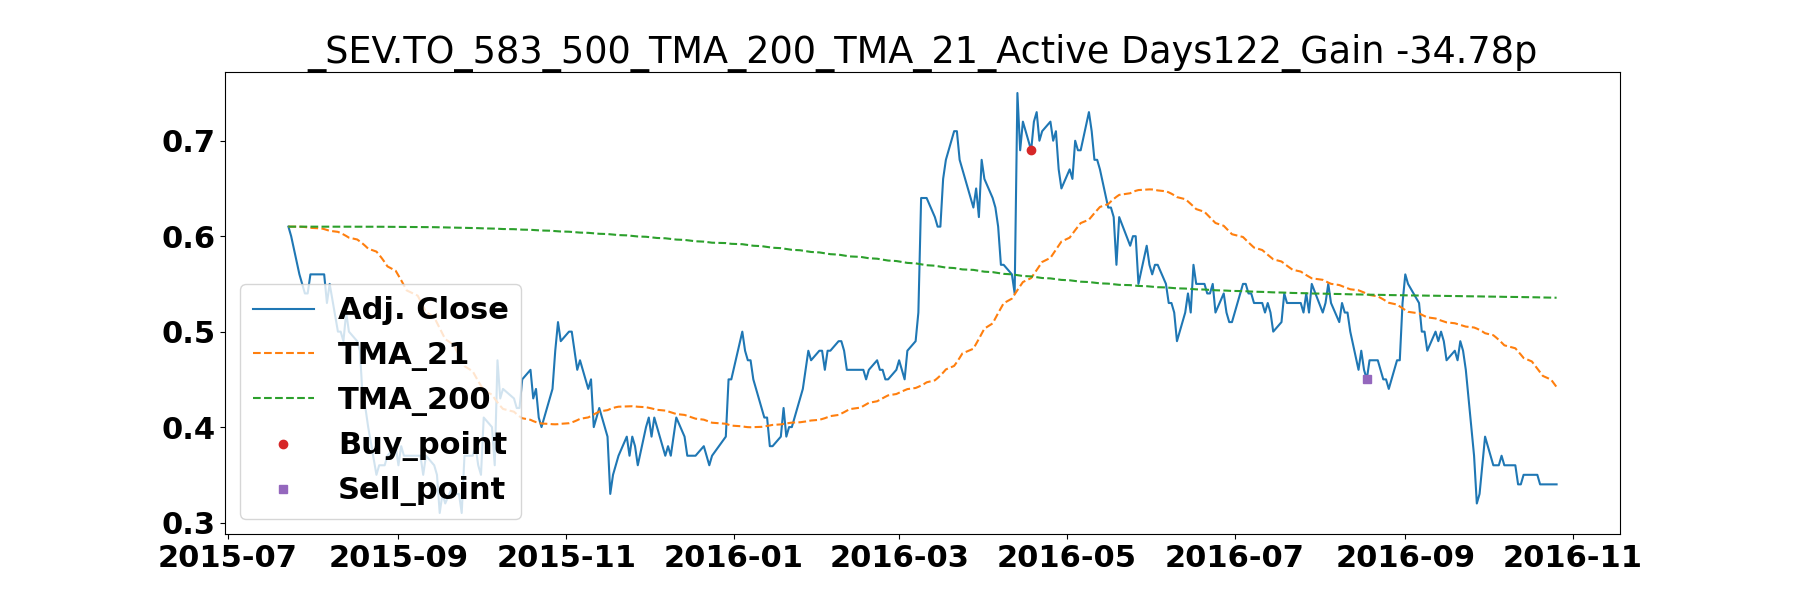 _SEV.TO_583_500_TMA_200_TMA_21_Active Days122_Gain -34.78p
0.7
0.6
0.5
0.4
0.3
Adj. Close
TMA_21
TMA_200
Buy_point
Sell_point
2015-07 2015-09 2015-11 2016-01 2016-03 2016-05 2016-07 2016-09 2016-11